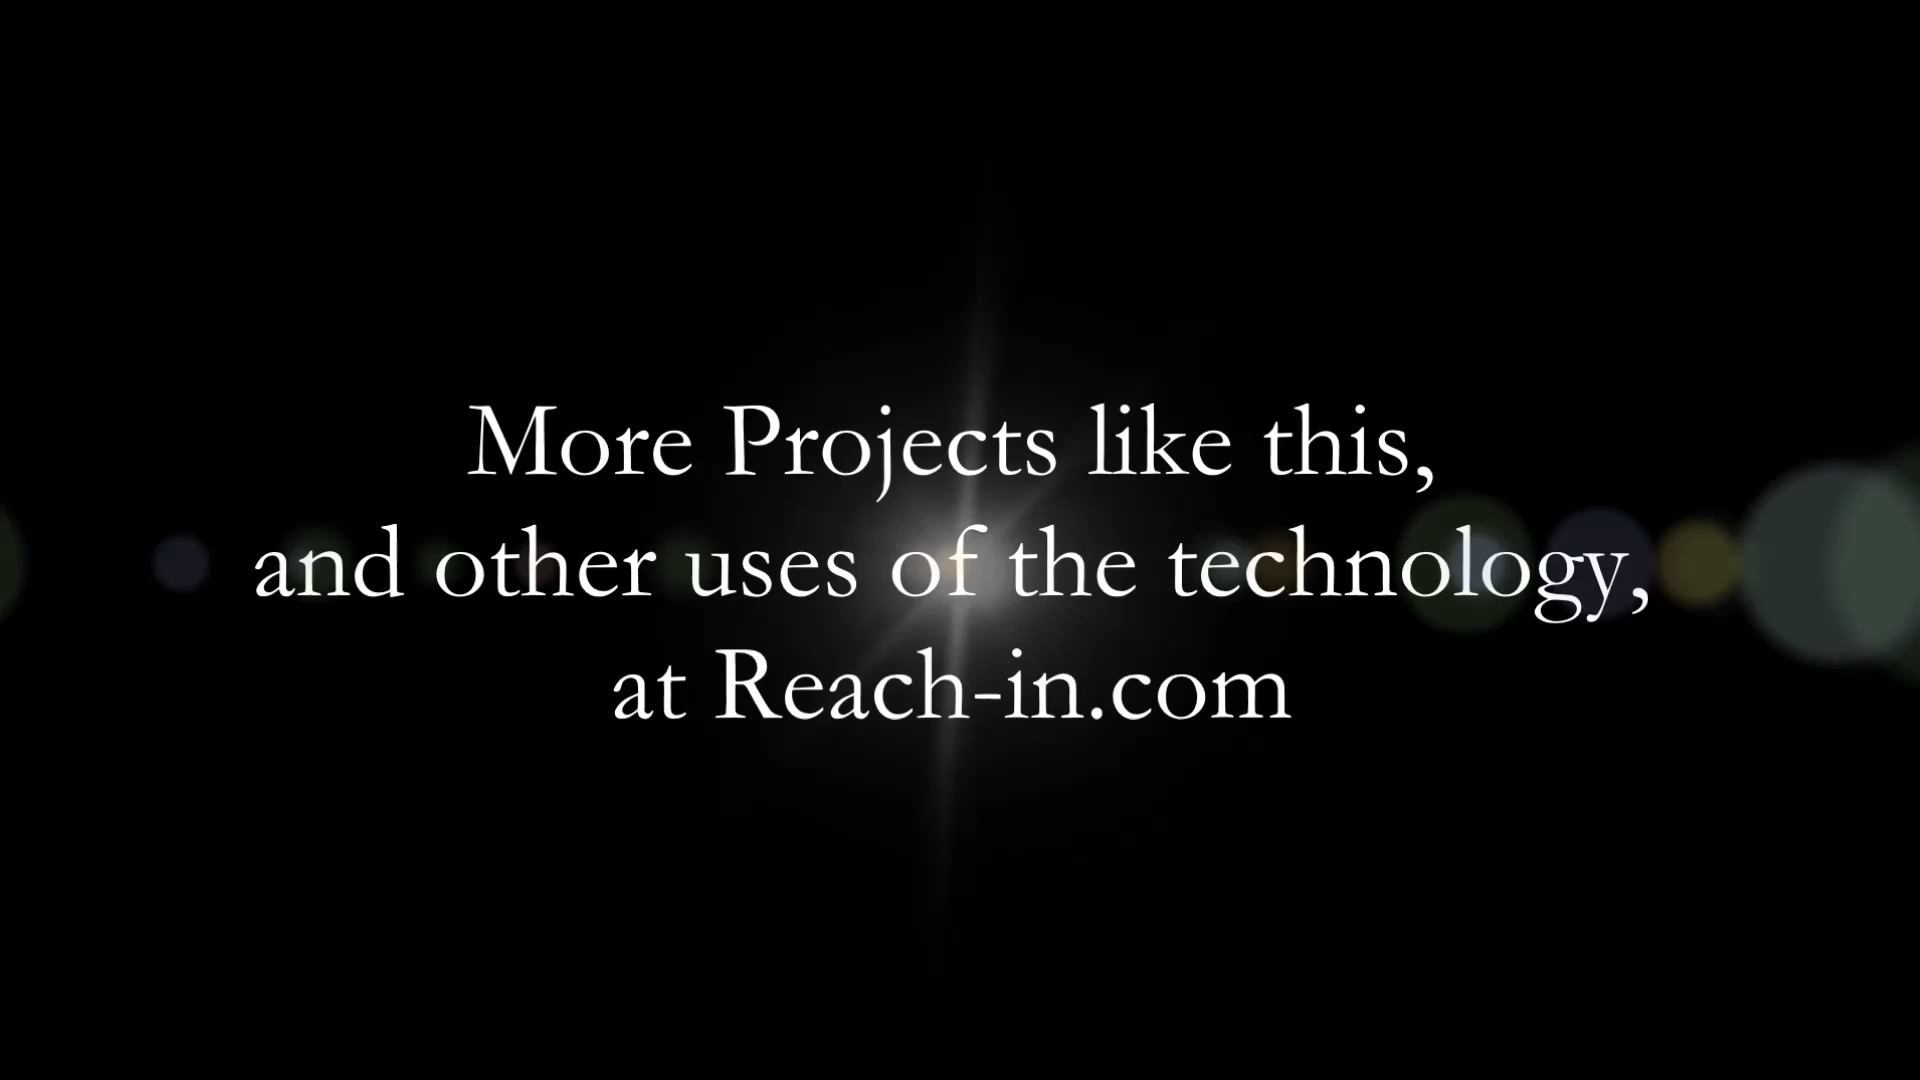 More Projects like this,
and other uses of the technology,
at Reach-in.com